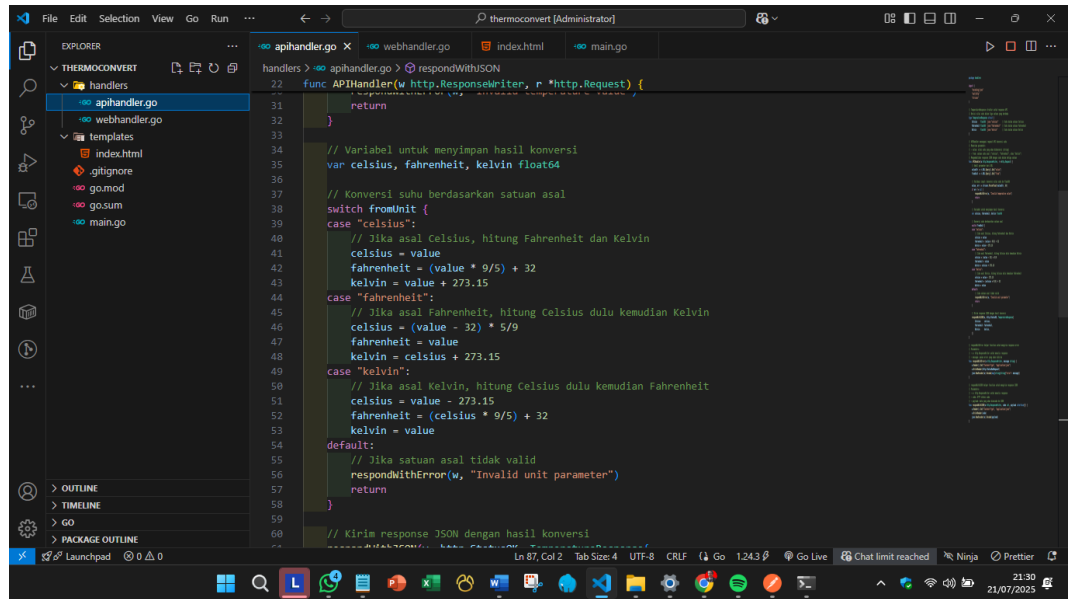 File Edit Selection View Go Run ···
thermoconvert [Administrator]
EXPLORER ···
THERMOCONVERT
handlers
apihandler.go
webhandler.go
templates
index.html
.gitignore
go.mod
go.sum
main.go
OUTLINE
TIMELINE
GO
PACKAGE OUTLINE
apihandler.go webhandler.go index.html main.go
handlers > apihandler.go > respondWithJSON
22 func APIHandler(w http.ResponseWriter, r *http.Request) {
31 return
32 }
33
34 // Variabel untuk menyimpan hasil konversi
35 var celsius, fahrenheit, kelvin float64
36
37 // Konversi suhu berdasarkan satuan asal
38 switch fromUnit {
39 case "celsius":
40 // Jika asal Celsius, hitung Fahrenheit dan Kelvin
41 celsius = value
42 fahrenheit = (value * 9/5) + 32
43 kelvin = value + 273.15
44 case "fahrenheit":
45 // Jika asal Fahrenheit, hitung Celsius dulu kemudian Kelvin
46 celsius = (value - 32) * 5/9
47 fahrenheit = value
48 kelvin = celsius + 273.15
49 case "kelvin":
50 // Jika asal Kelvin, hitung Celsius dulu kemudian Fahrenheit
51 celsius = value - 273.15
52 fahrenheit = (celsius * 9/5) + 32
53 kelvin = value
54 default:
55 // Jika satuan asal tidak valid
56 respondWithError(w, "Invalid unit parameter")
57 return
58 }
59
60 // Kirim response JSON dengan hasil konversi
Launchpad 0 0 Ln 87, Col 2 Tab Size: 4 UTF-8 CRLF Go 1.24.3 Go Live Chat limit reached Ninja Prettier
21:30
21/07/2025